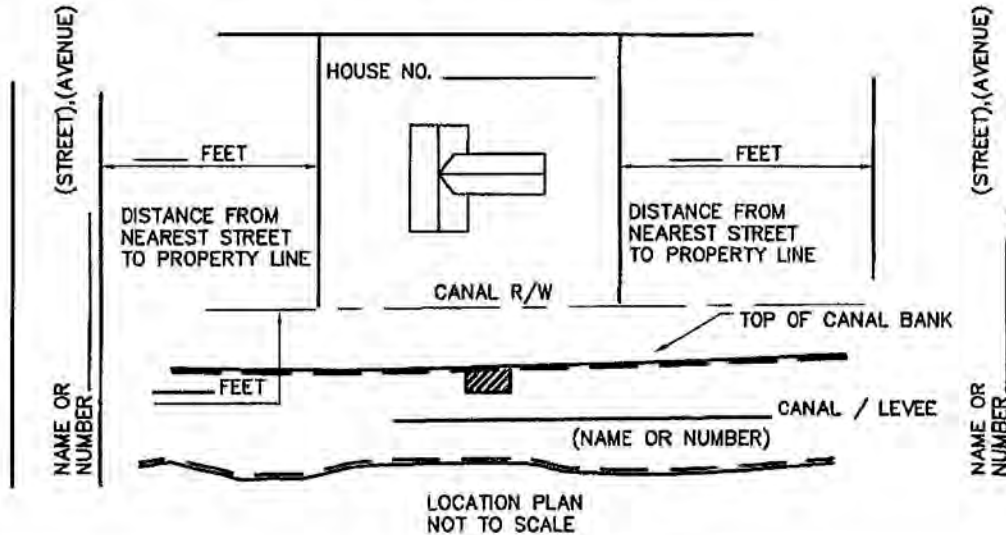 (STREET),(AVENUE)
NAME OR
NUMBER
HOUSE NO.
FEET
DISTANCE FROM
NEAREST STREET
TO PROPERTY LINE
FEET
DISTANCE FROM
NEAREST STREET
TO PROPERTY LINE
CANAL R/W
TOP OF CANAL BANK
FEET
CANAL / LEVEE
(NAME OR NUMBER)
(STREET),(AVENUE)
NAME OR
NUMBER
LOCATION PLAN
NOT TO SCALE